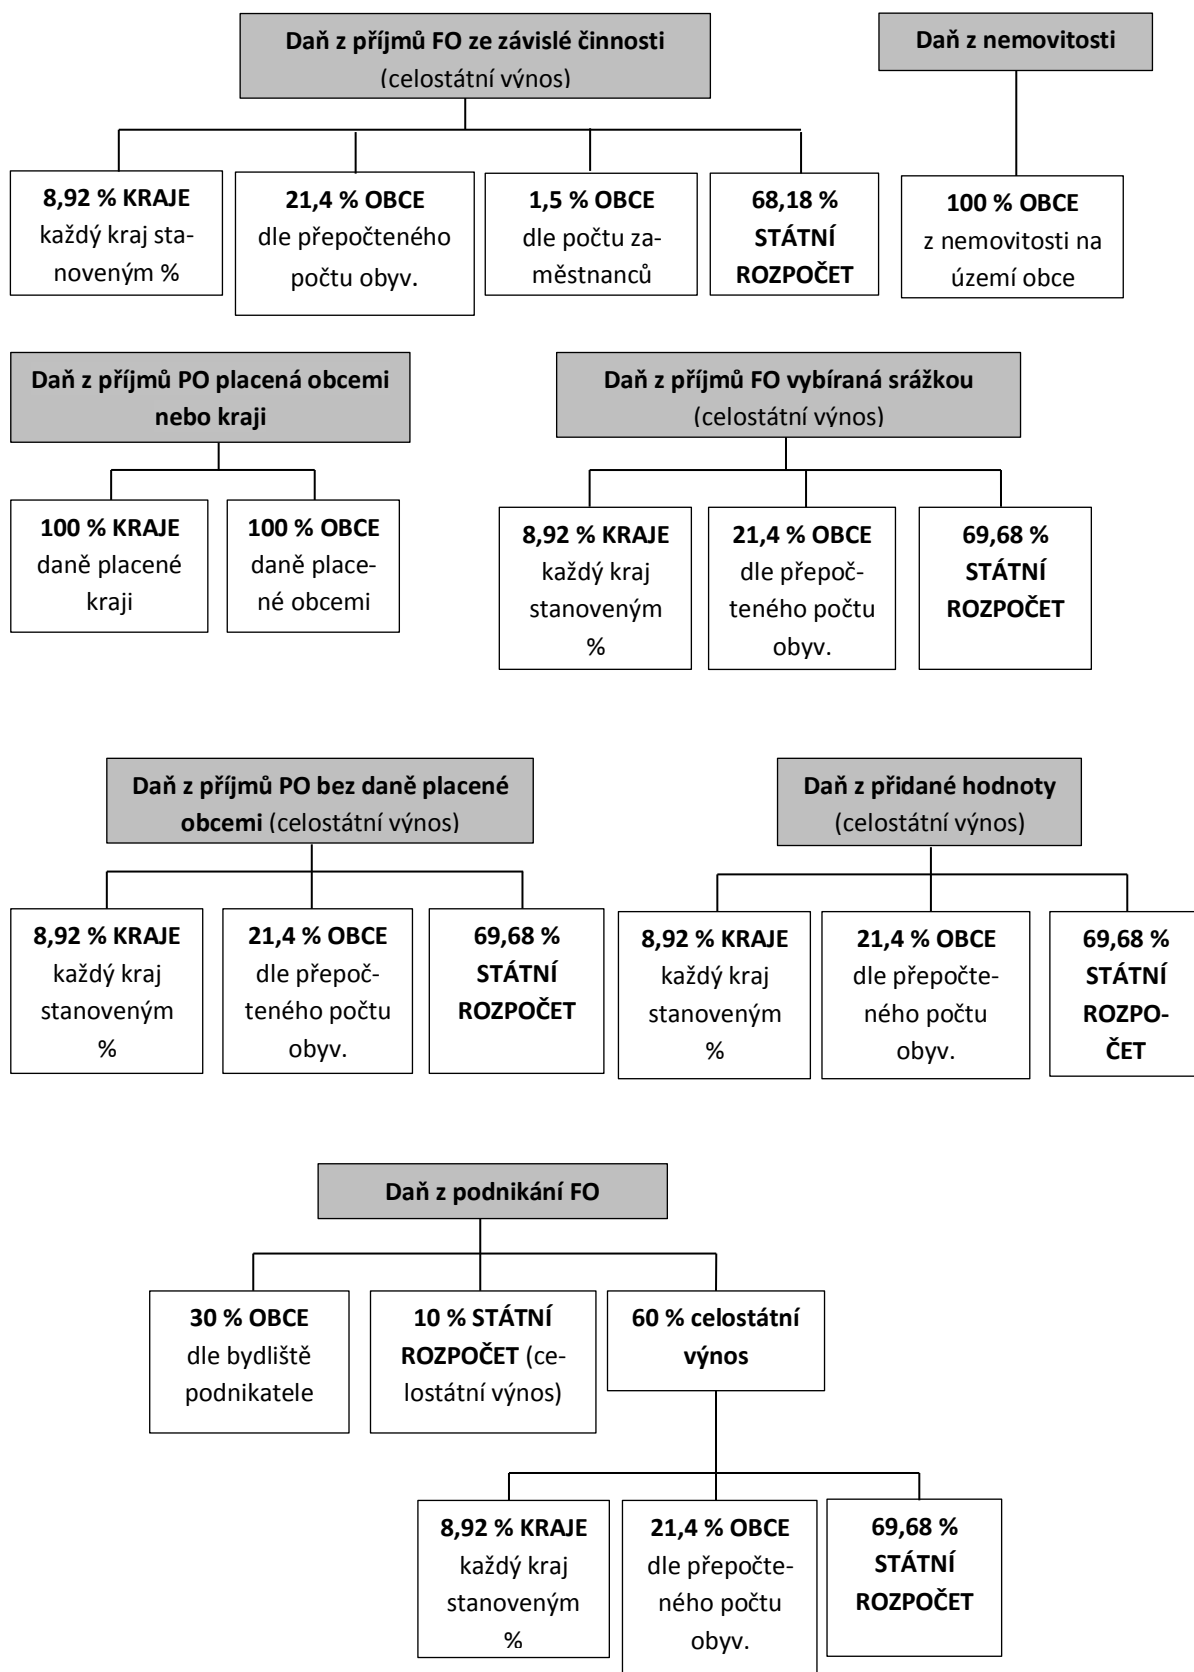 Daň z příjmů FO ze závislé činnosti
(celostátní výnos)
Daň z nemovitosti
8,92 % KRAJE
každý kraj sta-
noveným %
21,4 % OBCE
dle přepočteného
počtu obyv.
1,5 % OBCE
dle počtu za-
městnanců
68,18 %
STÁTNÍ
ROZPOČET
100 % OBCE
z nemovitosti na
území obce
Daň z příjmů PO placená obcemi
nebo kraji
100 % KRAJE
daně placené
kraji
100 % OBCE
daně place-
né obcemi
Daň z příjmů FO vybíraná srážkou
(celostátní výnos)
8,92 % KRAJE
každý kraj
stanoveným
%
21,4 % OBCE
dle přepoč-
teného počtu
obyv.
69,68 %
STÁTNÍ
ROZPOČET
Daň z příjmů PO bez daně placené
obcemi (celostátní výnos)
8,92 % KRAJE
každý kraj
stanoveným
%
21,4 % OBCE
dle přepoč-
teného počtu
obyv.
69,68 %
STÁTNÍ
ROZPOČET
Daň z přidané hodnoty
(celostátní výnos)
8,92 % KRAJE
každý kraj
stanoveným
%
21,4 % OBCE
dle přepočte-
ného počtu
obyv.
69,68 %
STÁTNÍ
ROZPO-
ČET
Daň z podnikání FO
30 % OBCE
dle bydliště
podnikatele
10 % STÁTNÍ
ROZPOČET (ce-
lostátní výnos)
60 % celostátní
výnos
8,92 % KRAJE
každý kraj
stanoveným
%
21,4 % OBCE
dle přepočte-
ného počtu
obyv.
69,68 %
STÁTNÍ
ROZPOČET